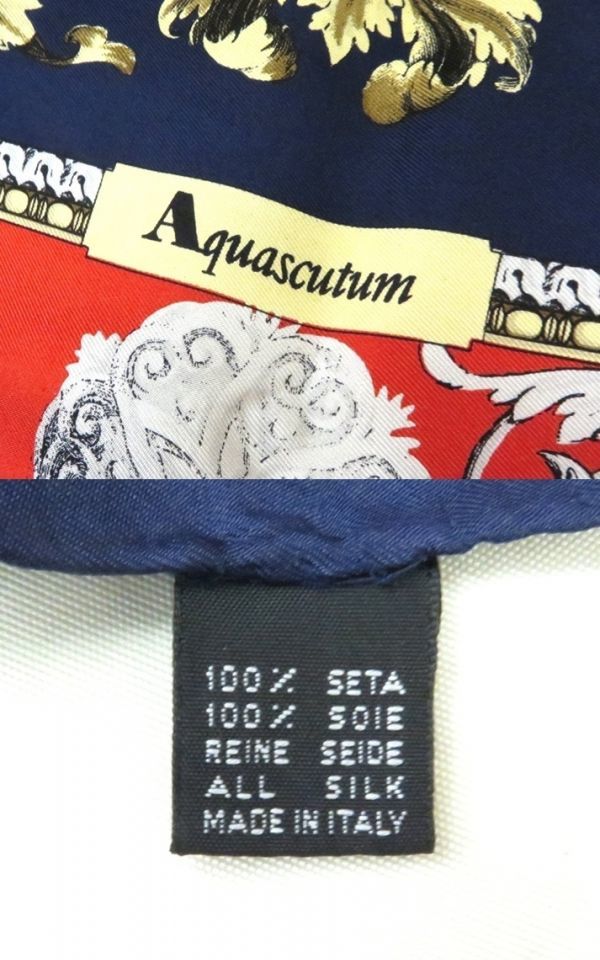 Aquascutum
100% SETA
100% SOIE
REINE SEIDE
ALL SILK
MADE IN ITALY